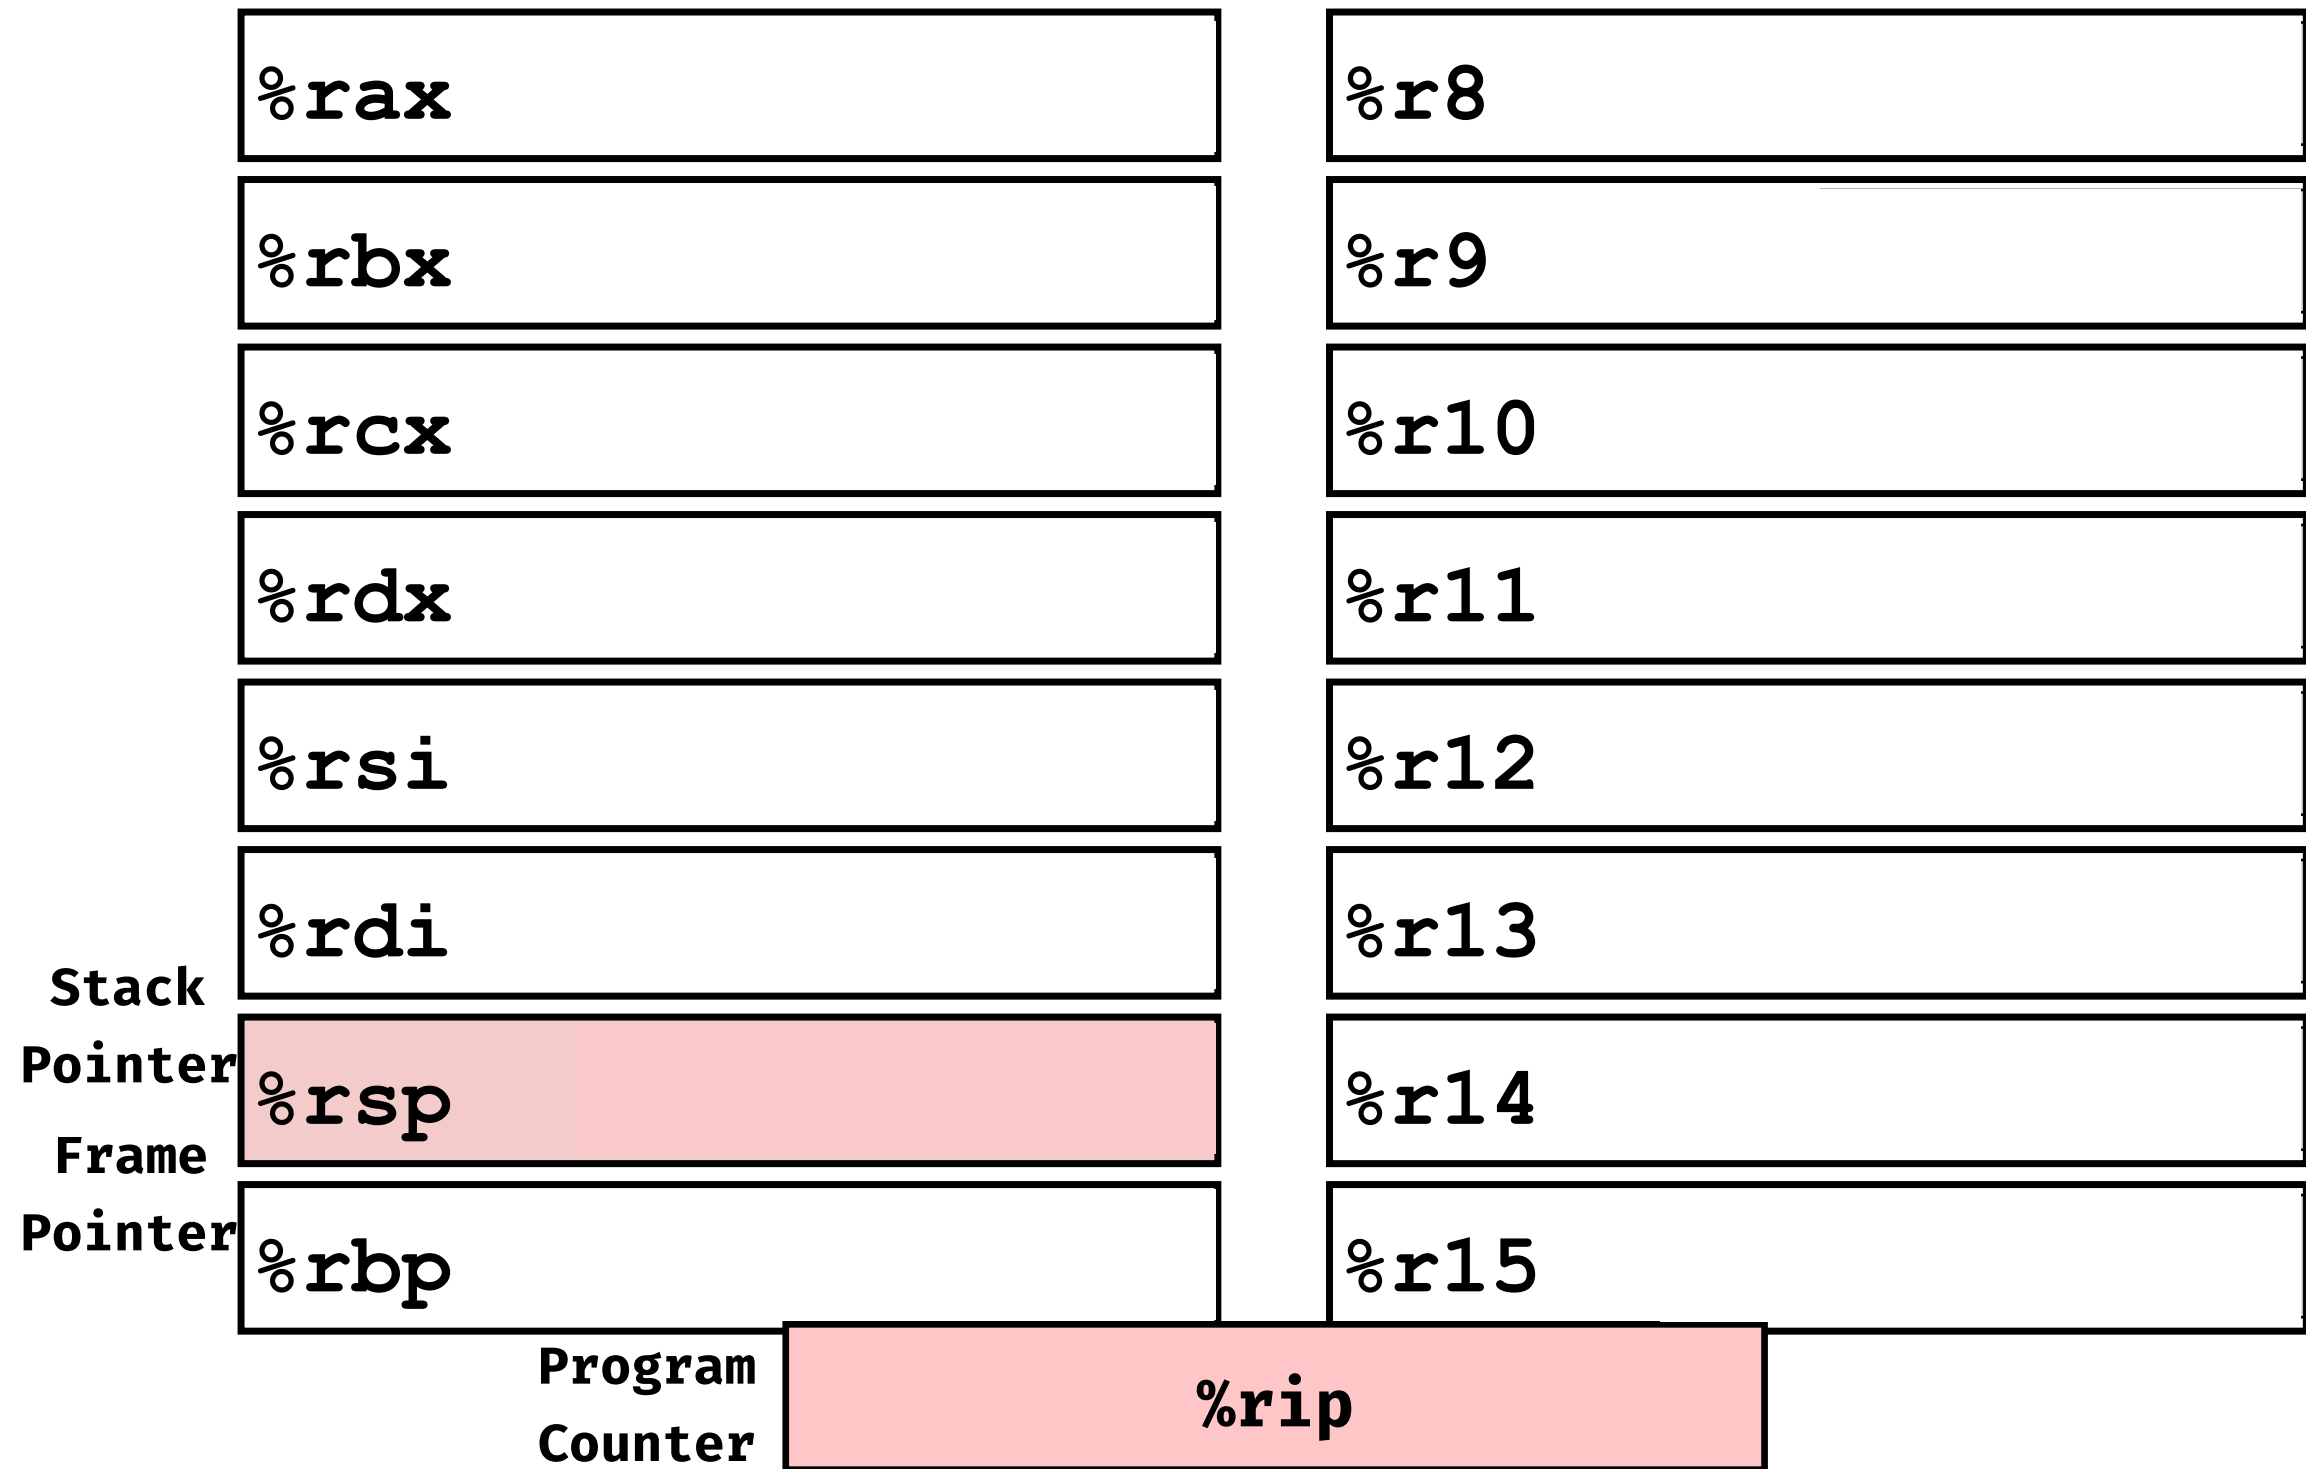 %rax
%r8
%rbx
%r9
%rcx
%r10
%rdx
%r11
%rsi
%r12
%rdi
%r13
Stack
Pointer
%rsp
%r14
Frame
Pointer
%rbp
%r15
Program
Counter
%rip